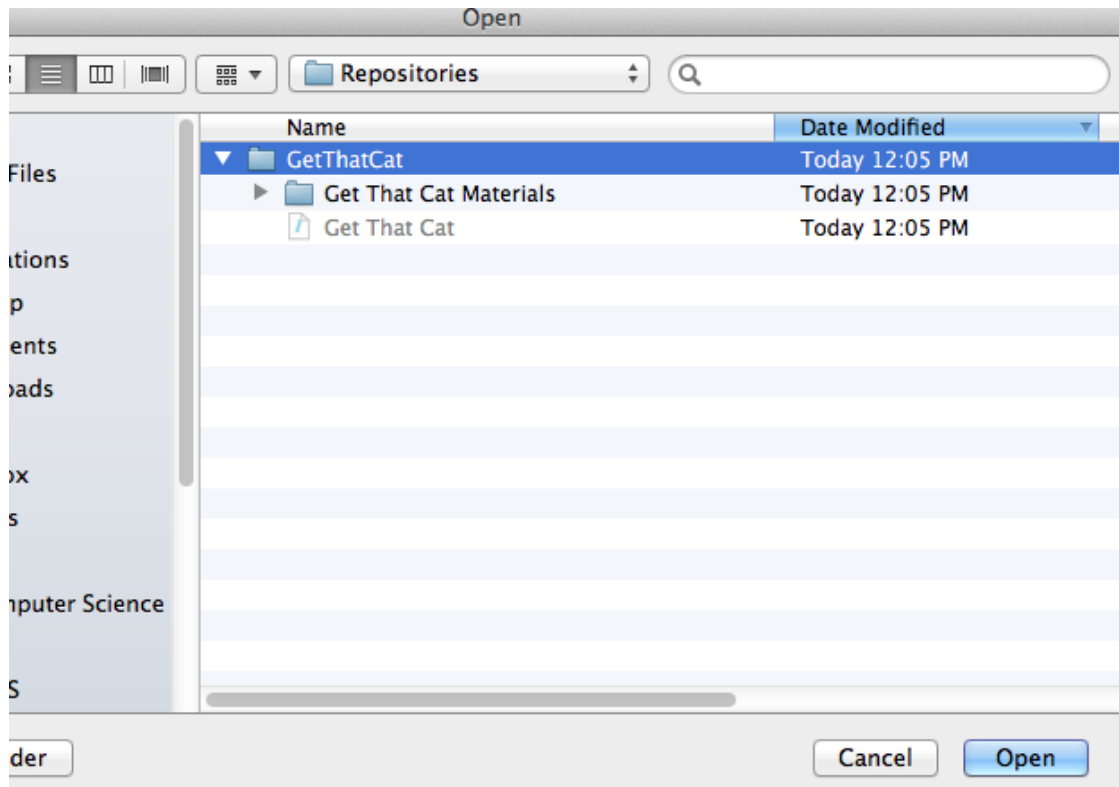 Open
Repositories
Name Date Modified
GetThatCat Today 12:05 PM
Get That Cat Materials Today 12:05 PM
Get That Cat Today 12:05 PM
Files
ations
p
ents
oads
ox
s
nputer Science
S
der Cancel Open